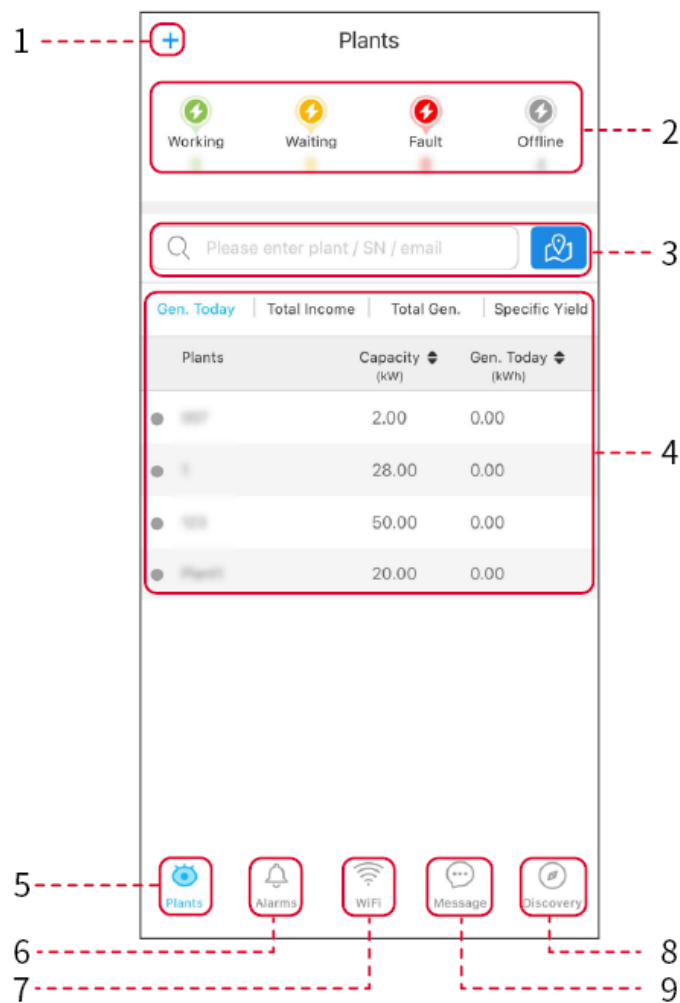 1
Plants
Working Waiting Fault Offline
2
Please enter plant / SN / email
3
Gen. Today Total Income Total Gen. Specific Yield
Plants Capacity Gen. Today
(kW) (kWh)
2.00 0.00
4
28.00 0.00
50.00 0.00
20.00 0.00
5
Plants Alarms WiFi Message Discovery
6 8
7 9